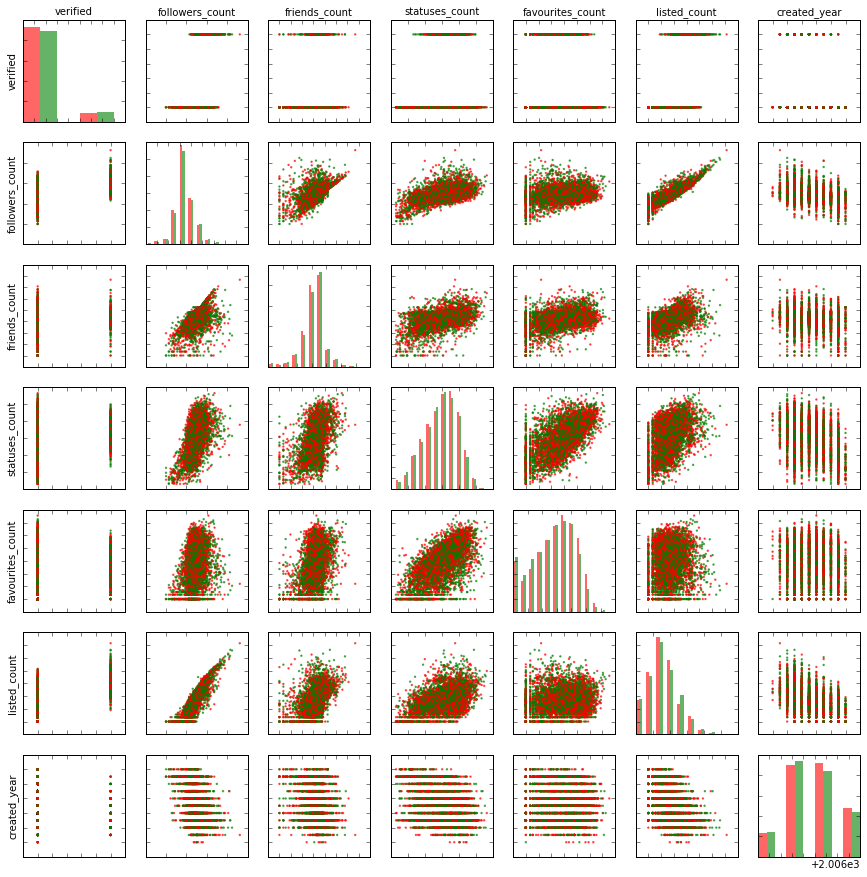 verified followers_count friends_count statuses_count favourites_count listed_count created_year
verified
followers_count
friends_count
statuses_count
favourites_count
listed_count
created_year
+2.006e3